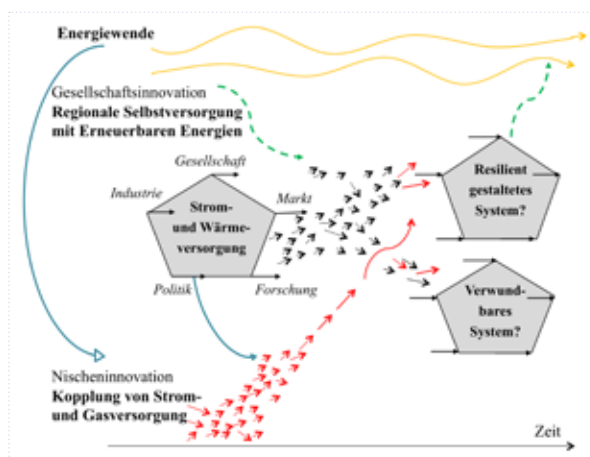 Energiewende
Gesellschaftsinnovation
Regionale Selbstversorgung
mit Erneuerbaren Energien
Gesellschaft
Industrie
Markt
Strom-
und Wärme-
versorgung
Politik
Forschung
Resilient
gestaltetes
System?
Verwund-
bares
System?
Nischeninnovation
Kopplung von Strom-
und Gasversorgung
Zeit